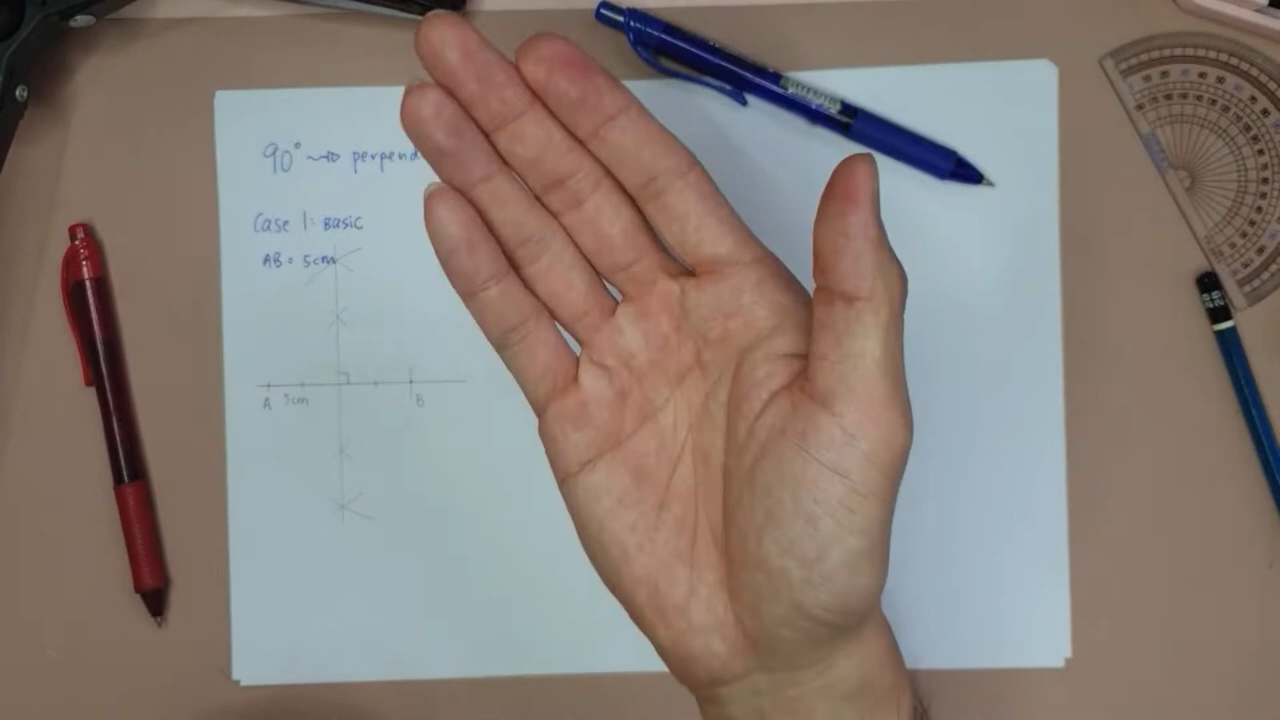 90° ~~> perpend
Case 1: Basic
AB = 5cm
A 5cm B